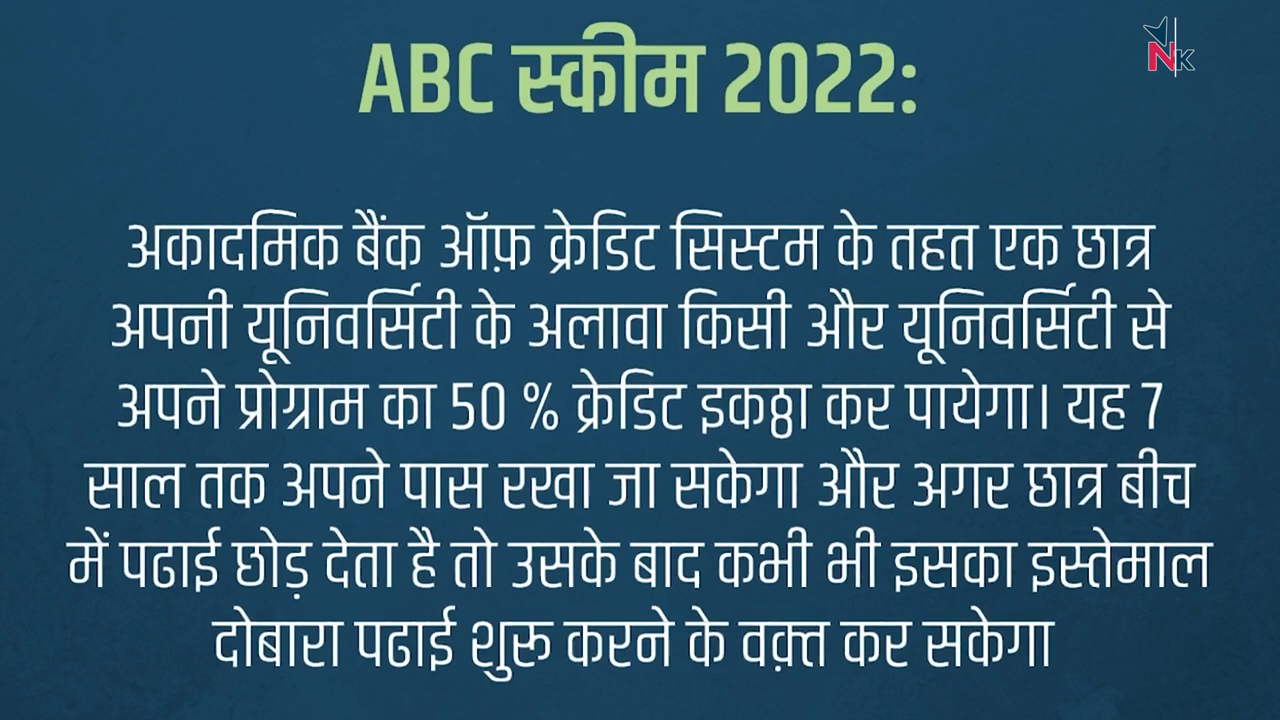 ABC स्कीम 2022:
NK
अकादमिक बैंक ऑफ़ क्रेडिट सिस्टम के तहत एक छात्र
अपनी यूनिवर्सिटी के अलावा किसी और यूनिवर्सिटी से
अपने प्रोग्राम का 50 % क्रेडिट इकठ्ठा कर पायेगा। यह 7
साल तक अपने पास रखा जा सकेगा और अगर छात्र बीच
में पढाई छोड़ देता है तो उसके बाद कभी भी इसका इस्तेमाल
दोबारा पढाई शुरू करने के वक़्त कर सकेगा